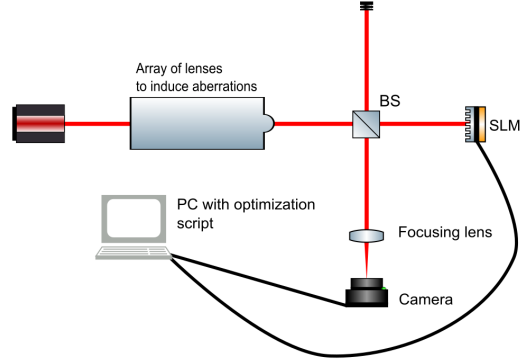 Array of lenses
to induce aberrations
BS
SLM
PC with optimization
script
Focusing lens
Camera